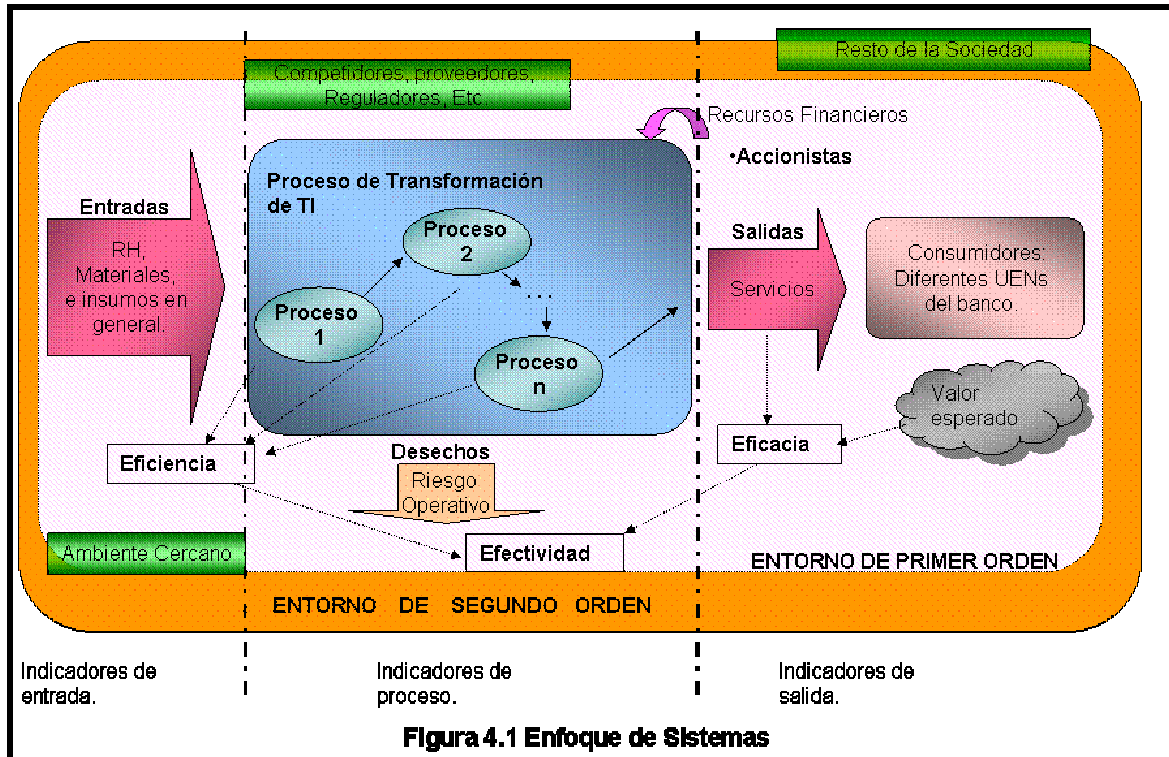 Resto de la Sociedad
Competidores, proveedores,
Reguladores, Etc
Recursos Financieros
•Accionistas
Proceso de Transformación
de TI
Entradas
RH,
Materiales,
e insumos en
general.
Proceso
1
Proceso
2
...
Proceso
n
Salidas
Servicios
Consumidores:
Diferentes UENs
del banco.
Valor
esperado
Eficiencia
Desechos
Riesgo
Operativo
Eficacia
Efectividad
Ambiente Cercano
ENTORNO DE PRIMER ORDEN
ENTORNO DE SEGUNDO ORDEN
Indicadores de
entrada.
Indicadores de
proceso.
Indicadores de
salida.
Figura 4.1 Enfoque de Sistemas